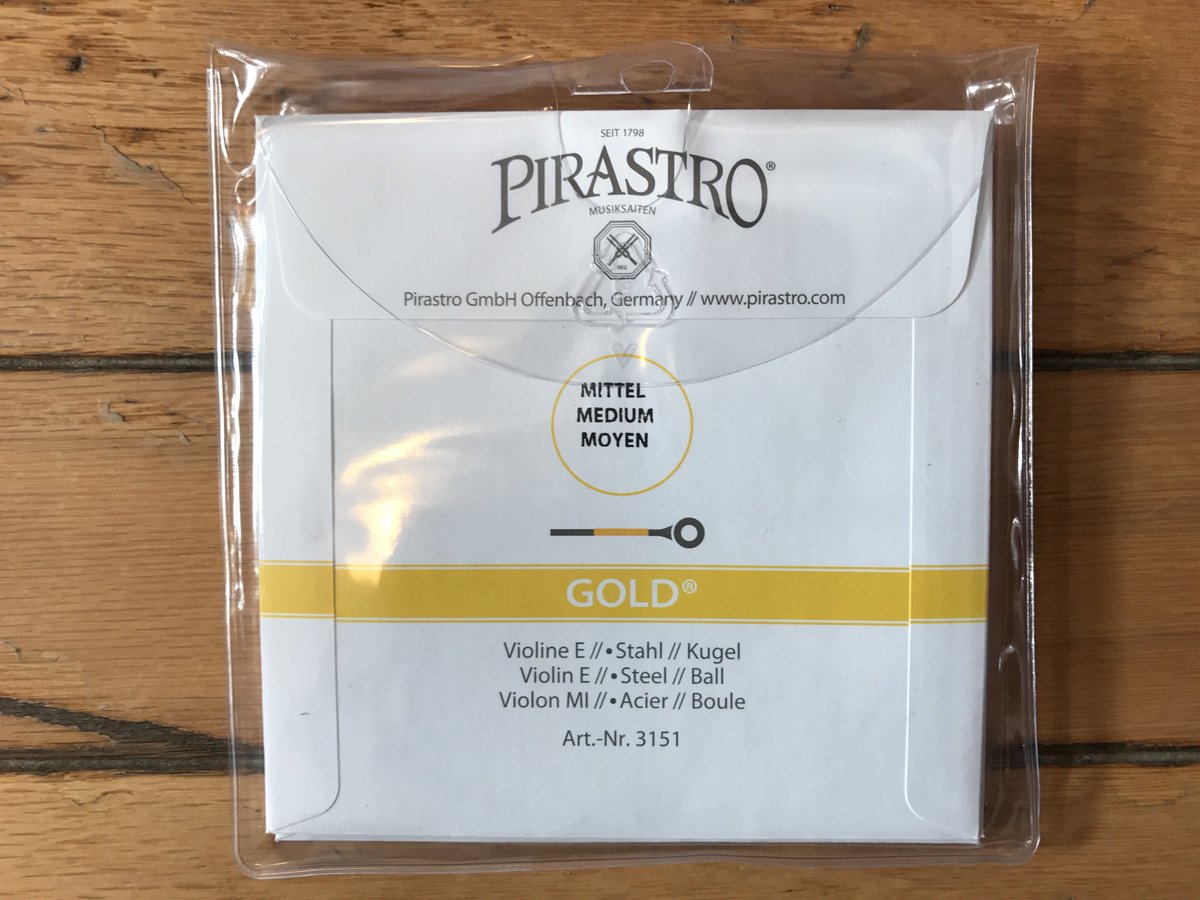 SEIT 1798
PIRASTRO®
MUSIKSAITEN
REG
Pirastro GmbH Offenbach, Germany // www.pirastro.com
MITTEL
MEDIUM
MOYEN
GOLD®
Violine E //•Stahl // Kugel
Violin E //•Steel // Ball
Violon MI //•Acier // Boule
Art.-Nr. 3151